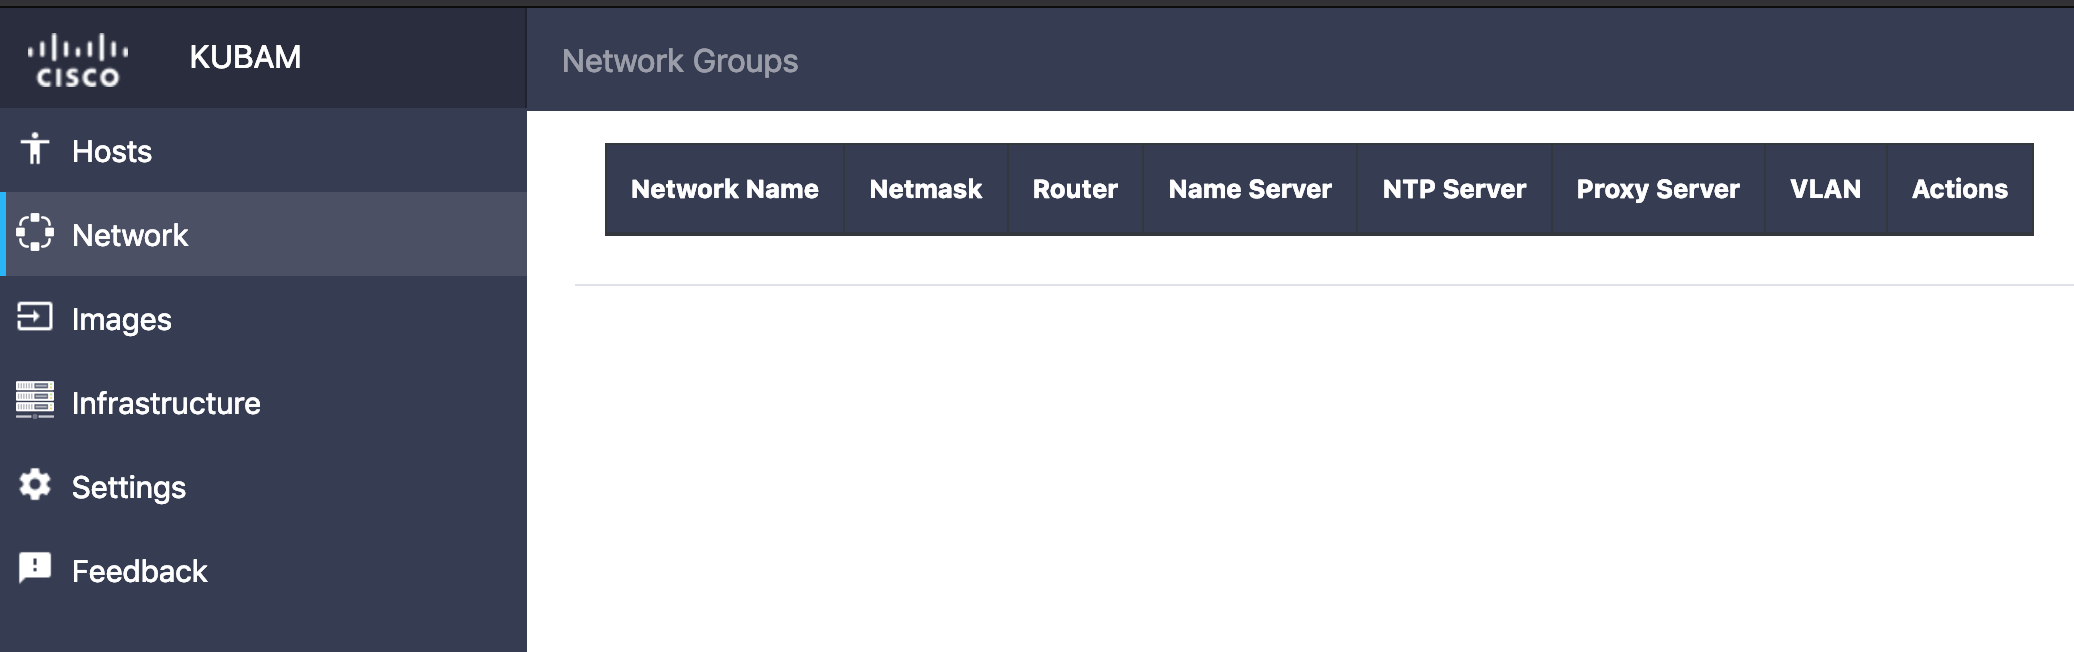 CISCO
KUBAM
Network Groups
Hosts
Network
Images
Infrastructure
Settings
Feedback
Network Name Netmask Router Name Server NTP Server Proxy Server VLAN Actions